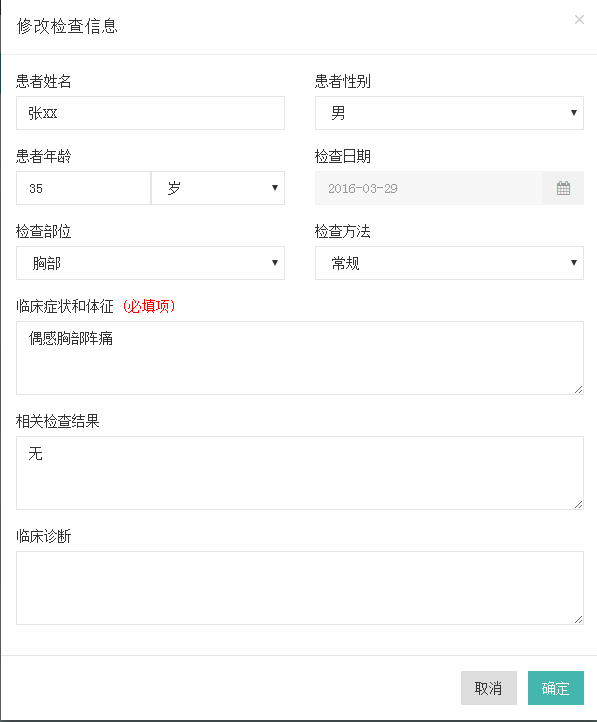 修改检查信息 ×
患者姓名 患者性别
张XX 男
患者年龄 检查日期
35 岁 2016-03-29
检查部位 检查方法
胸部 常规
临床症状和体征 (必填项)
偶感胸部阵痛
相关检查结果
无
临床诊断
取消 确定